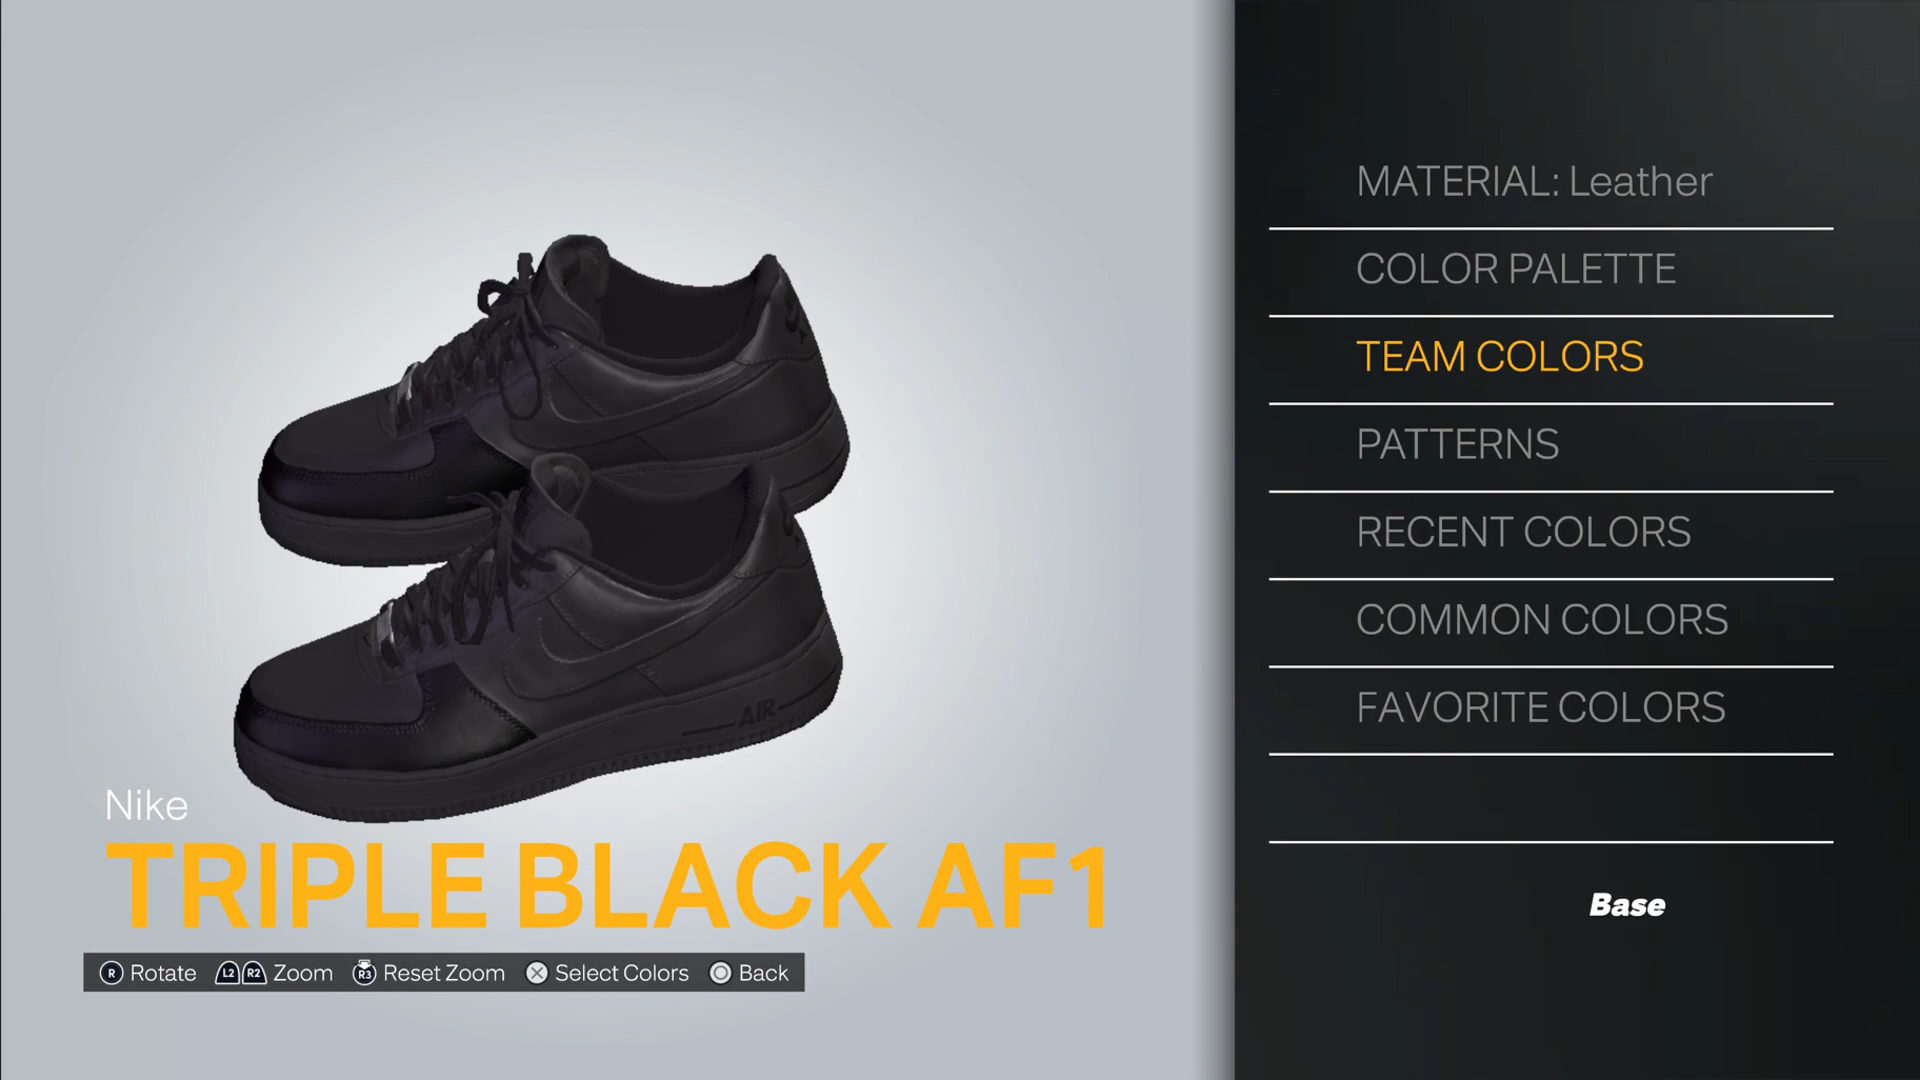 MATERIAL: Leather
COLOR PALETTE
TEAM COLORS
PATTERNS
RECENT COLORS
COMMON COLORS
FAVORITE COLORS
Base
AIR
Nike
TRIPLE BLACK AF1
R Rotate L2 R2 Zoom R3 Reset Zoom Select Colors Back